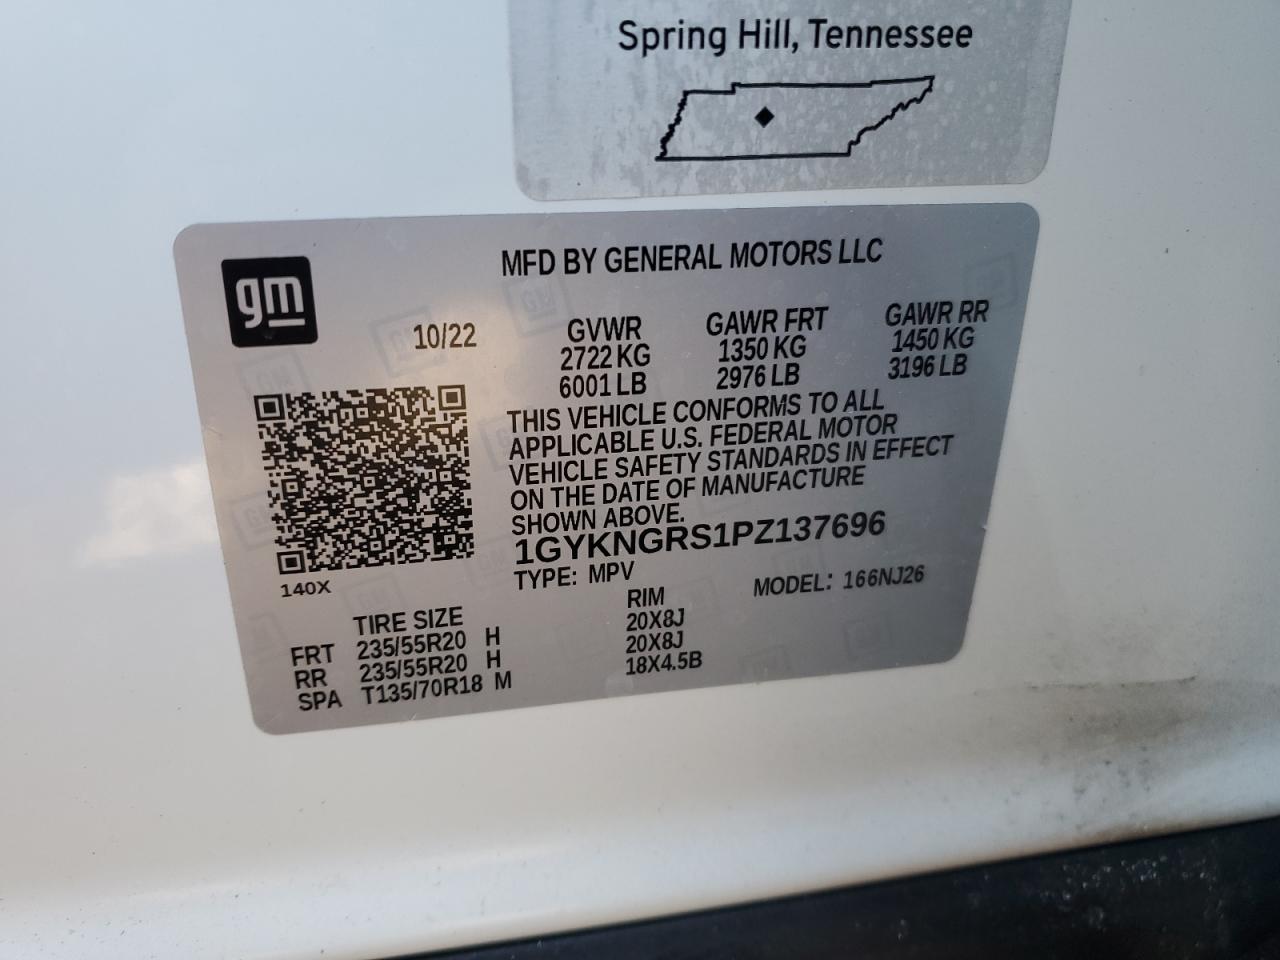 Spring Hill, Tennessee
gm
MFD BY GENERAL MOTORS LLC
10/22
GVWR GAWR FRT GAWR RR
2722 KG 1350 KG 1450 KG
6001 LB 2976 LB 3196 LB
THIS VEHICLE CONFORMS TO ALL
APPLICABLE U.S. FEDERAL MOTOR
VEHICLE SAFETY STANDARDS IN EFFECT
ON THE DATE OF MANUFACTURE
SHOWN ABOVE.
1GYKNGRS1PZ137696
140X
TYPE: MPV MODEL: 166NJ26
TIRE SIZE RIM
FRT 235/55R20 H 20X8J
RR 235/55R20 H 20X8J
SPA T135/70R18 M 18X4.5B